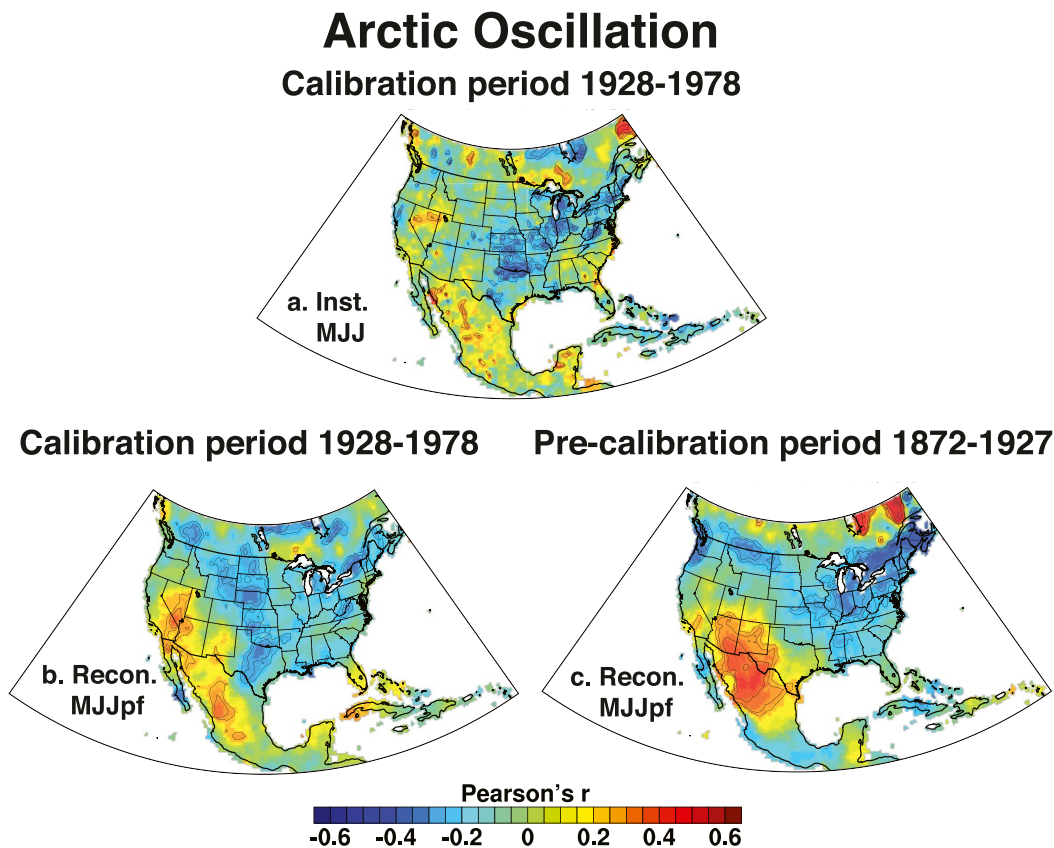 Arctic Oscillation
Calibration period 1928-1978
a. Inst.
MJJ
Calibration period 1928-1978
Pre-calibration period 1872-1927
b. Recon.
MJJpf
c. Recon.
MJJpf
Pearson's r
-0.6 -0.4 -0.2 0 0.2 0.4 0.6